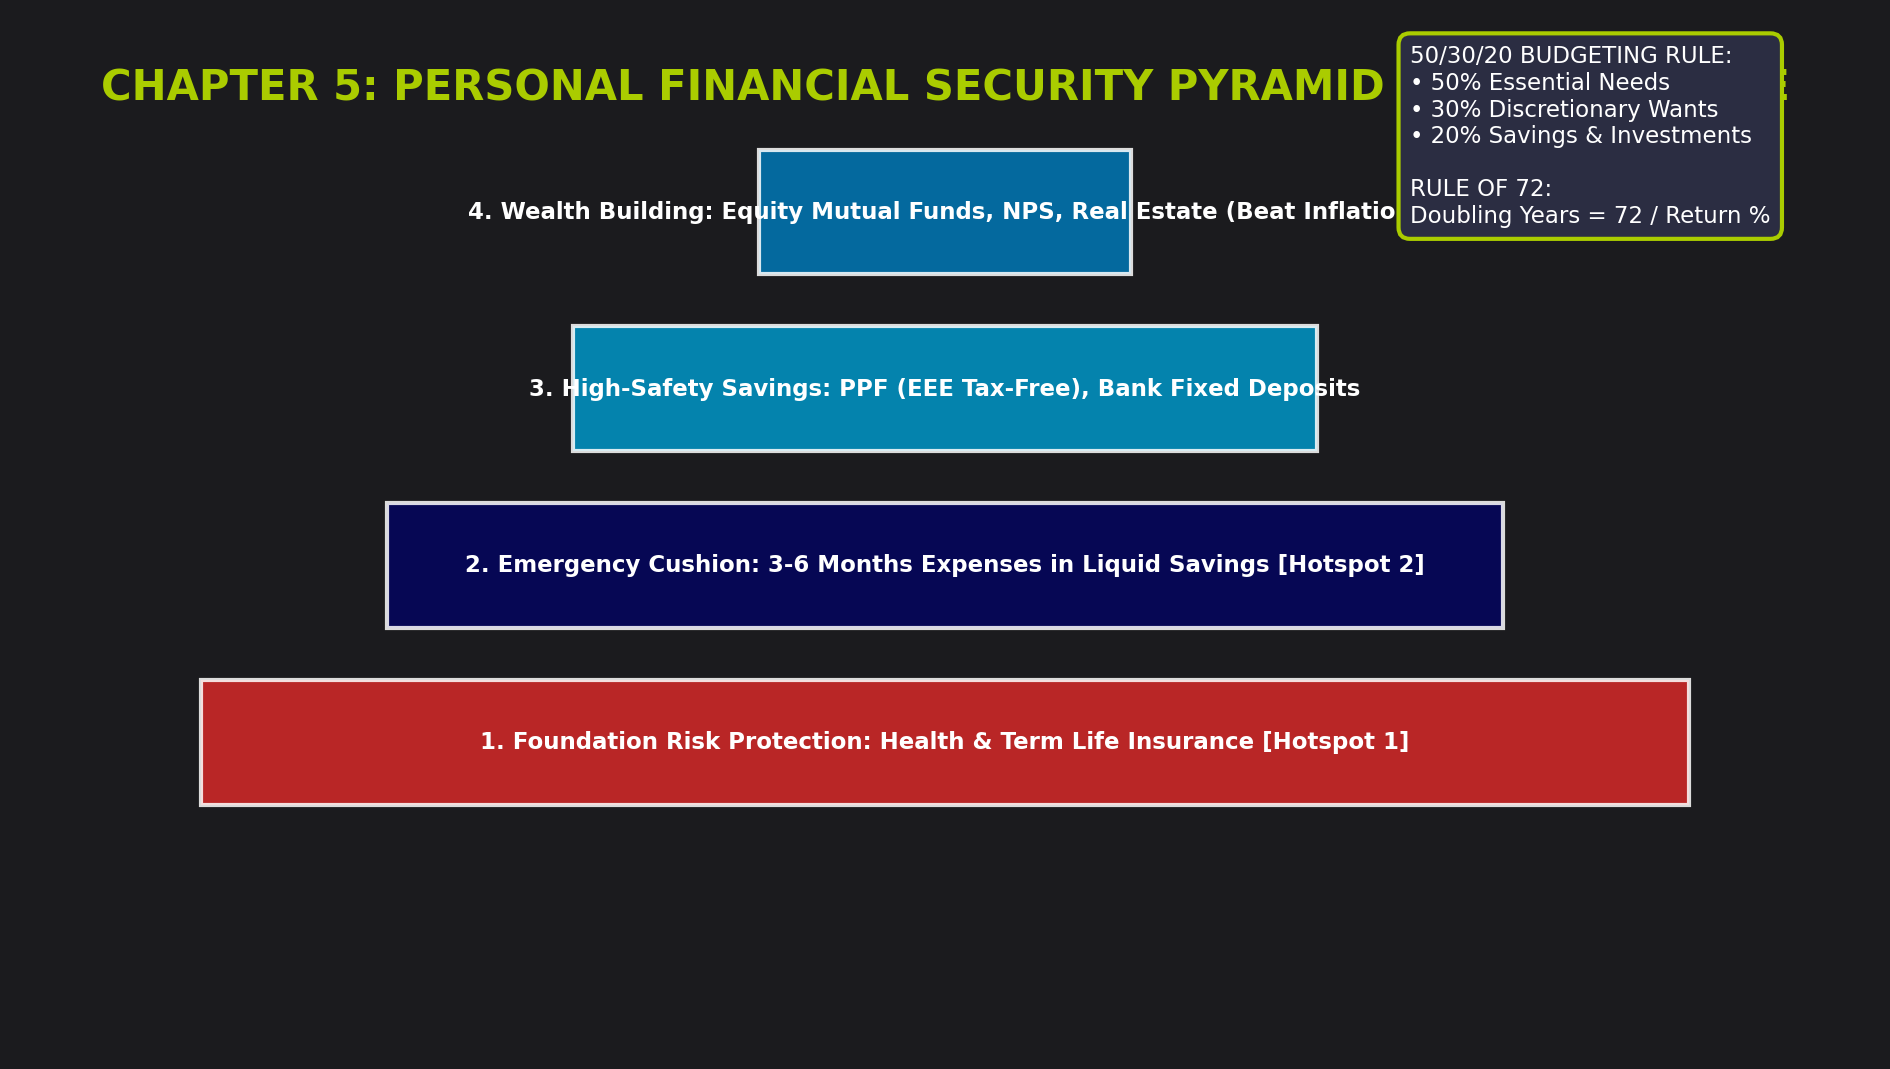 CHAPTER 5: PERSONAL FINANCIAL SECURITY PYRAMID
50/30/20 BUDGETING RULE:
• 50% Essential Needs
• 30% Discretionary Wants
• 20% Savings & Investments
RULE OF 72:
Doubling Years = 72 / Return %
4. Wealth Building: Equity Mutual Funds, NPS, Real Estate (Beat Inflatio
3. High-Safety Savings: PPF (EEE Tax-Free), Bank Fixed Deposits
2. Emergency Cushion: 3-6 Months Expenses in Liquid Savings [Hotspot 2]
1. Foundation Risk Protection: Health & Term Life Insurance [Hotspot 1]